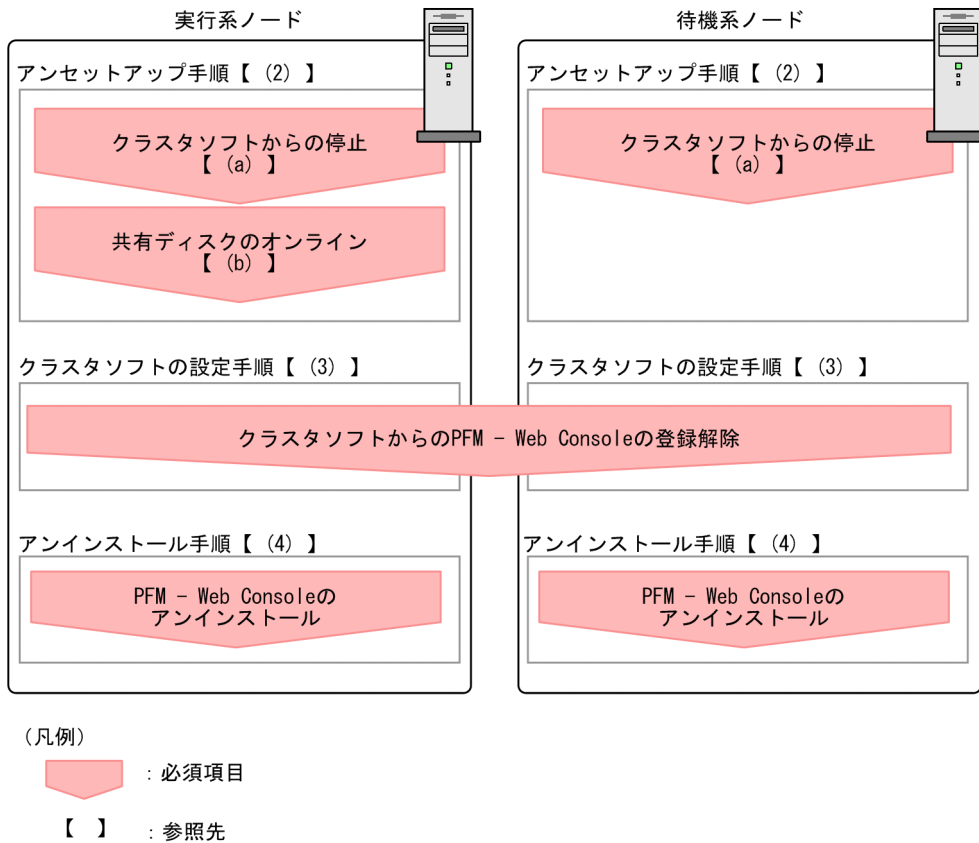 実行系ノード
待機系ノード
アンセットアップ手順【（2）】
アンセットアップ手順【（2）】
クラスタソフトからの停止
【（a）】
クラスタソフトからの停止
【（a）】
共有ディスクのオンライン
【（b）】
クラスタソフトの設定手順【（3）】
クラスタソフトの設定手順【（3）】
クラスタソフトからのPFM − Web Consoleの登録解除
アンインストール手順【（4）】
アンインストール手順【（4）】
PFM − Web Consoleの
アンインストール
PFM − Web Consoleの
アンインストール
（凡例）
：必須項目
【　】　：参照先